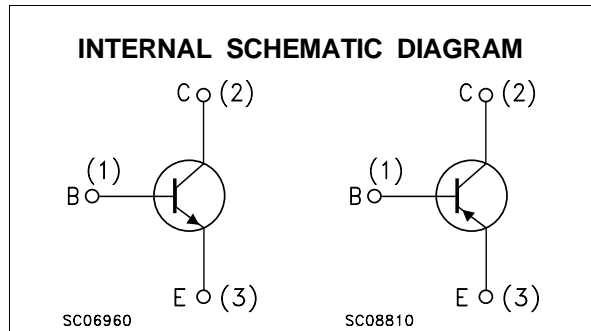 INTERNAL SCHEMATIC DIAGRAM
C (2)
(1)
B
E (3)
SC06960
C (2)
(1)
B
E (3)
SC08810